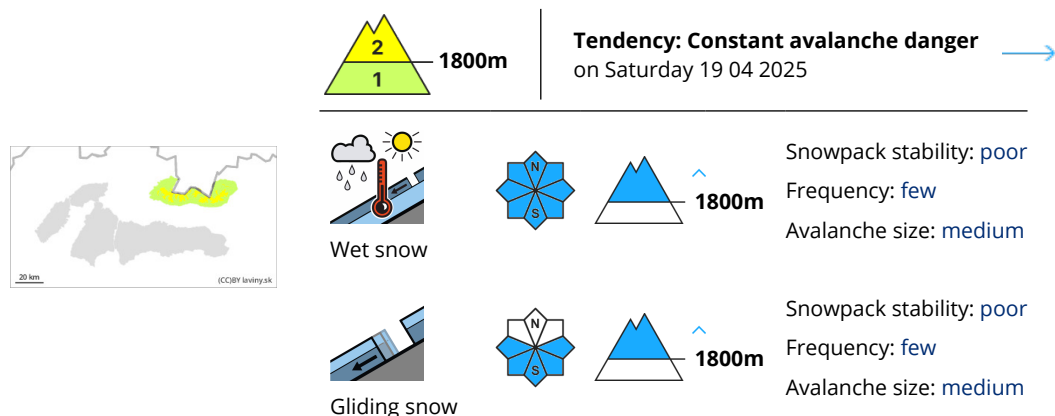 2
1
1800m
Tendency: Constant avalanche danger
on Saturday 19 04 2025
20 km
(CC)BY laviny.sk
Wet snow
N
S
1800m
Snowpack stability: poor
Frequency: few
Avalanche size: medium
Gliding snow
N
S
1800m
Snowpack stability: poor
Frequency: few
Avalanche size: medium